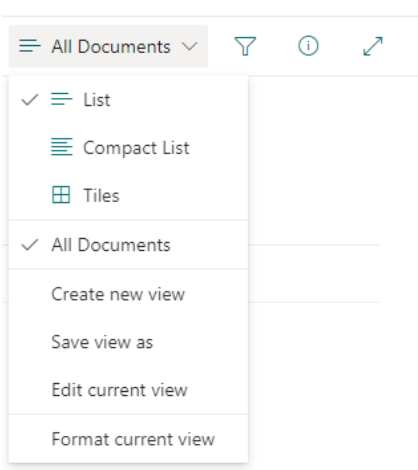 All Documents
List
Compact List
Tiles
All Documents
Create new view
Save view as
Edit current view
Format current view